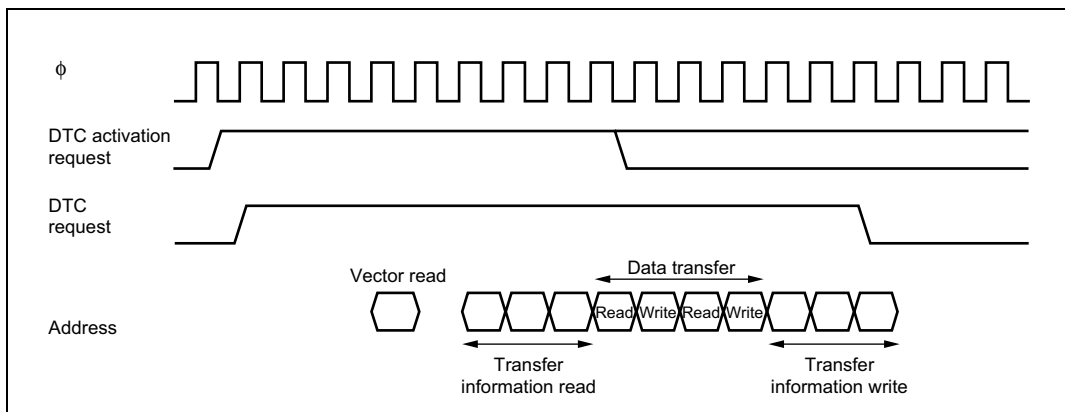 ϕ
DTC activation
request
DTC
request
Vector read
Data transfer
Address
Read Write Read Write
Transfer
information read
Transfer
information write